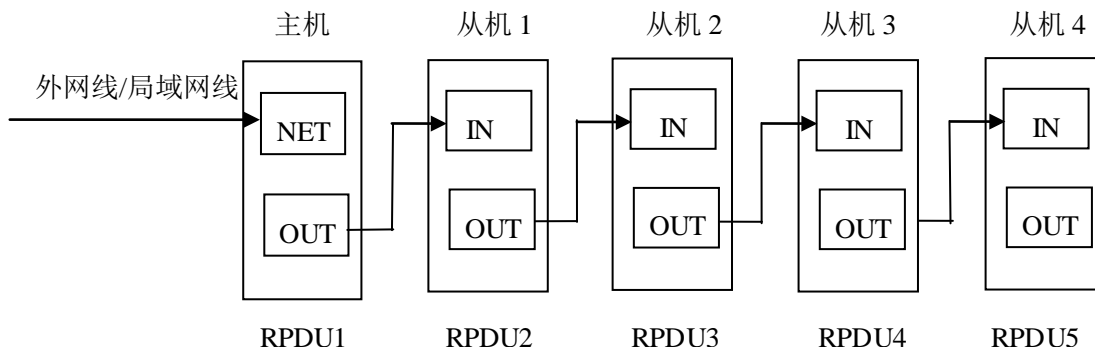 主机 从机 1 从机 2 从机 3 从机 4
外网线/局域网线
NET IN IN IN IN
OUT OUT OUT OUT OUT
RPDU1 RPDU2 RPDU3 RPDU4 RPDU5